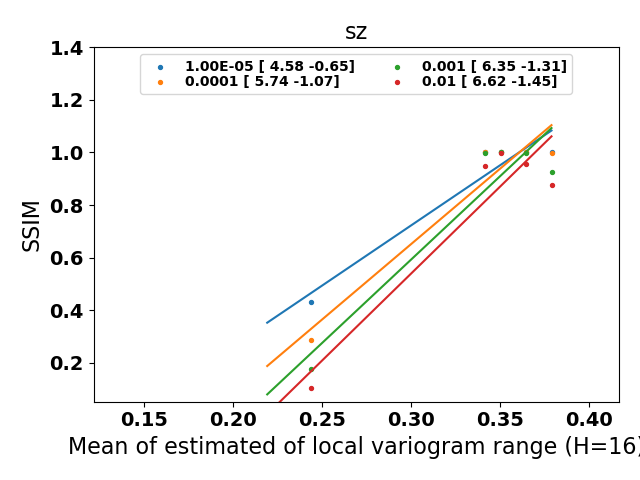 sz
1.00E-05 [ 4.58 -0.65]
0.0001 [ 5.74 -1.07]
0.001 [ 6.35 -1.31]
0.01 [ 6.62 -1.45]
SSIM
1.4
1.2
1.0
0.8
0.6
0.4
0.2
0.15 0.20 0.25 0.30 0.35 0.40
Mean of estimated of local variogram range (H=16)